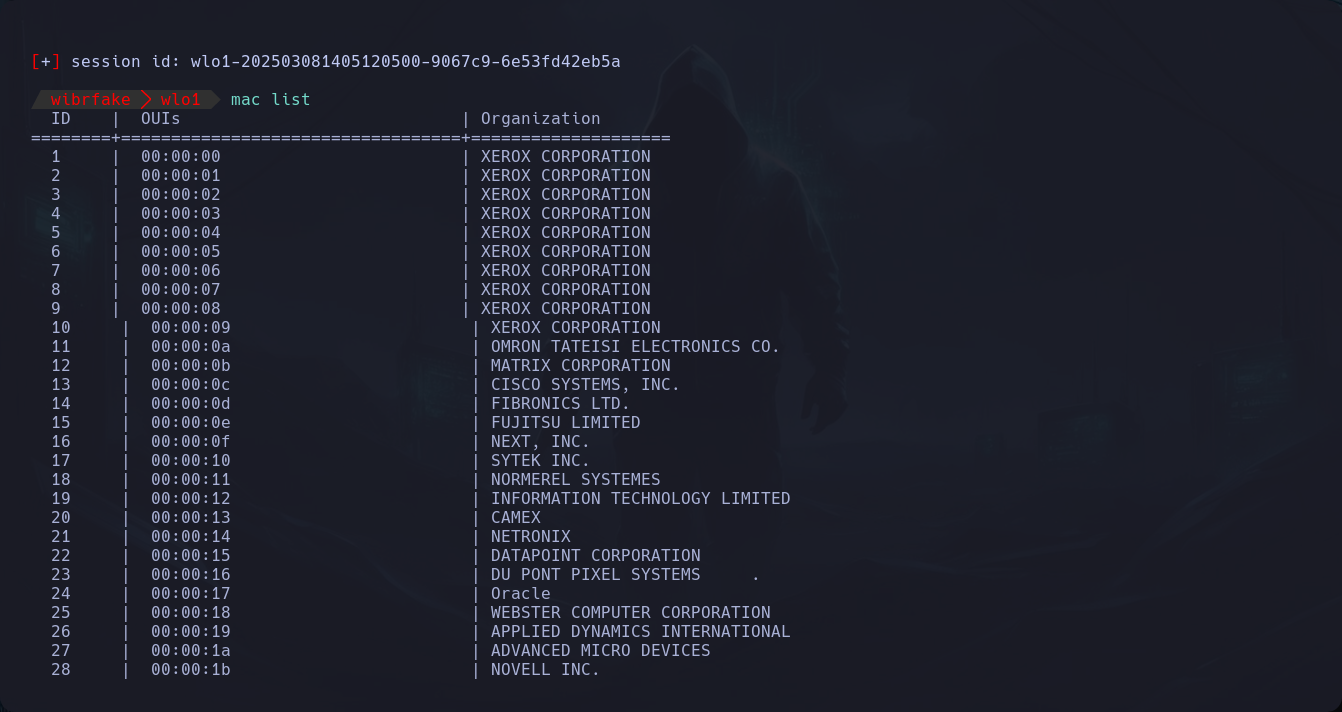 [+] session id: wlo1-202503081405120500-9067c9-6e53fd42eb5a
wibrfake > wlo1 mac list
ID | OUIs | Organization
========+==================================+====================
1 | 00:00:00 | XEROX CORPORATION
2 | 00:00:01 | XEROX CORPORATION
3 | 00:00:02 | XEROX CORPORATION
4 | 00:00:03 | XEROX CORPORATION
5 | 00:00:04 | XEROX CORPORATION
6 | 00:00:05 | XEROX CORPORATION
7 | 00:00:06 | XEROX CORPORATION
8 | 00:00:07 | XEROX CORPORATION
9 | 00:00:08 | XEROX CORPORATION
10 | 00:00:09 | XEROX CORPORATION
11 | 00:00:0a | OMRON TATEISI ELECTRONICS CO.
12 | 00:00:0b | MATRIX CORPORATION
13 | 00:00:0c | CISCO SYSTEMS, INC.
14 | 00:00:0d | FIBRONICS LTD.
15 | 00:00:0e | FUJITSU LIMITED
16 | 00:00:0f | NEXT, INC.
17 | 00:00:10 | SYTEK INC.
18 | 00:00:11 | NORMEREL SYSTEMES
19 | 00:00:12 | INFORMATION TECHNOLOGY LIMITED
20 | 00:00:13 | CAMEX
21 | 00:00:14 | NETRONIX
22 | 00:00:15 | DATAPOINT CORPORATION
23 | 00:00:16 | DU PONT PIXEL SYSTEMS     .
24 | 00:00:17 | Oracle
25 | 00:00:18 | WEBSTER COMPUTER CORPORATION
26 | 00:00:19 | APPLIED DYNAMICS INTERNATIONAL
27 | 00:00:1a | ADVANCED MICRO DEVICES
28 | 00:00:1b | NOVELL INC.